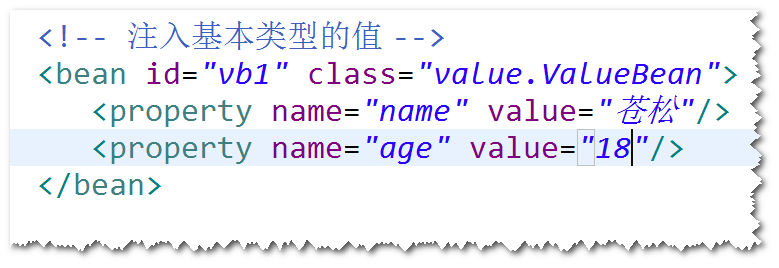 <!-- 注入基本类型的值 -->
<bean id="vb1" class="value.ValueBean">
<property name="name" value="苍松"/>
<property name="age" value="18"/>
</bean>